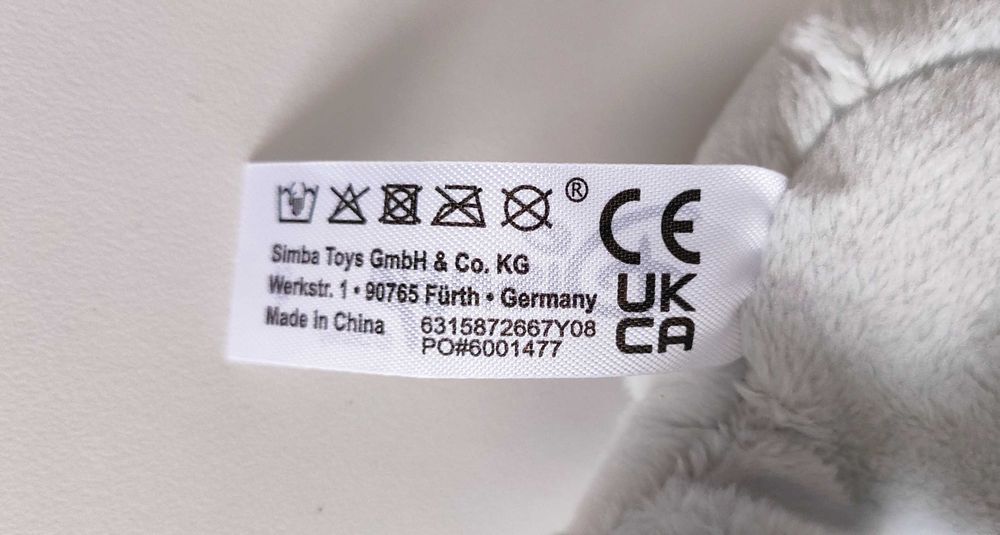 ®
CE
Simba Toys GmbH & Co. KG
Werkstr. 1 • 90765 Fürth • Germany
Made in China 6315872667Y08
PO#6001477
UK
CA